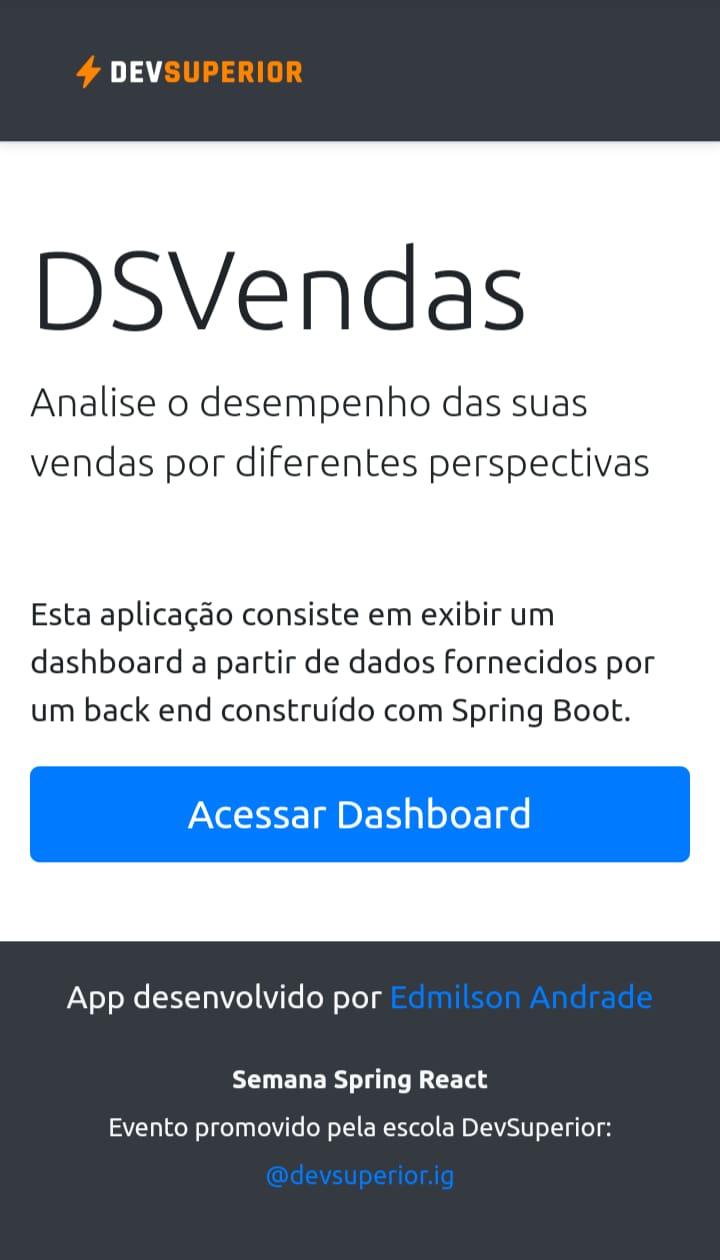 DEVSUPERIOR
DSVendas
Analise o desempenho das suas
vendas por diferentes perspectivas
Esta aplicação consiste em exibir um
dashboard a partir de dados fornecidos por
um back end construído com Spring Boot.
Acessar Dashboard
App desenvolvido por Edmilson Andrade
Semana Spring React
Evento promovido pela escola DevSuperior:
@devsuperior.ig